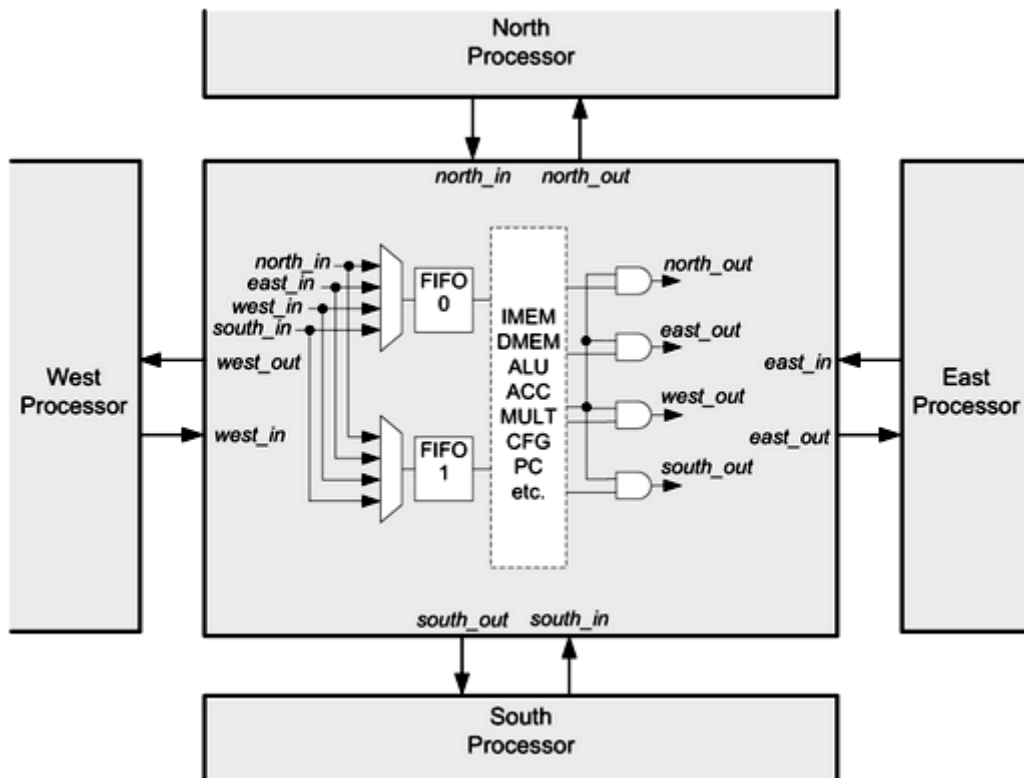 North
Processor
north_in north_out
north_in
east_in
west_in
south_in
west_out
west_in
FIFO
0
FIFO
1
IMEM
DMEM
ALU
ACC
MULT
CFG
PC
etc.
north_out
east_out
west_out
south_out
east_in
east_out
West
Processor
East
Processor
south_out south_in
South
Processor